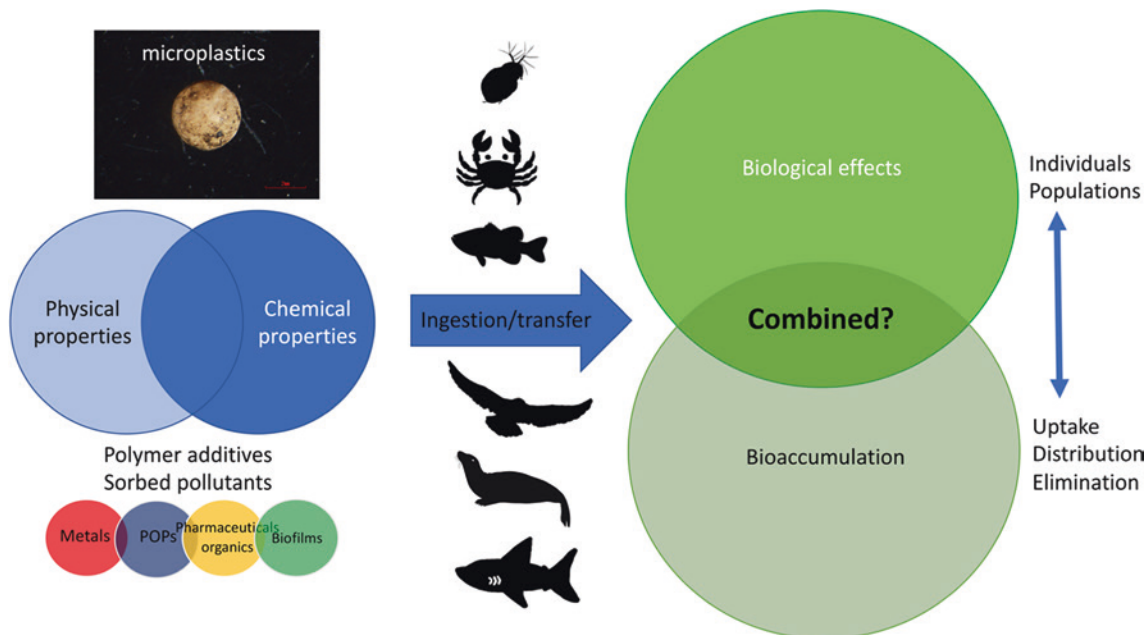 microplastics
Physical
properties
Chemical
properties
Polymer additives
Sorbed pollutants
Metals
POPs
Pharmaceuticals
organics
Biofilms
Ingestion/transfer
Biological effects
Combined?
Bioaccumulation
Individuals
Populations
Uptake
Distribution
Elimination